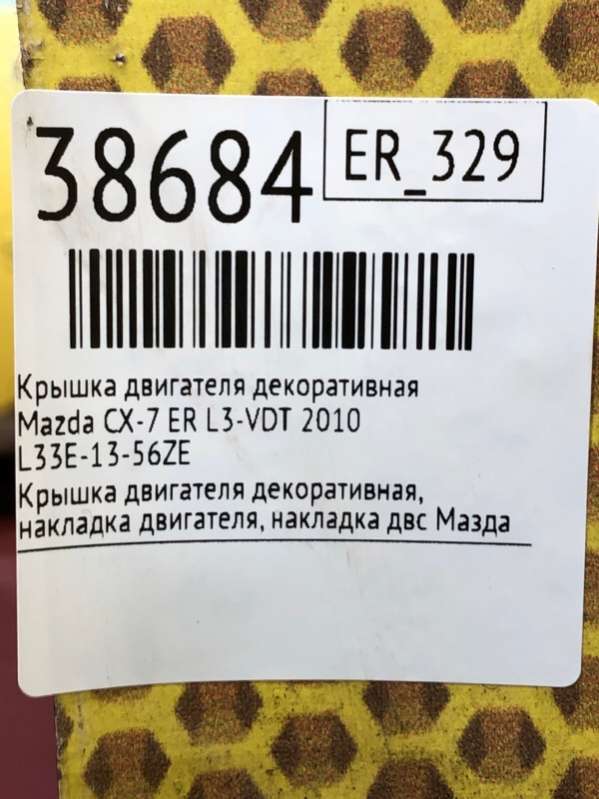 38684
ER_329
Крышка двигателя декоративная
Mazda CX-7 ER L3-VDT 2010
L33E-13-56ZE
Крышка двигателя декоративная,
накладка двигателя, накладка двс Мазда